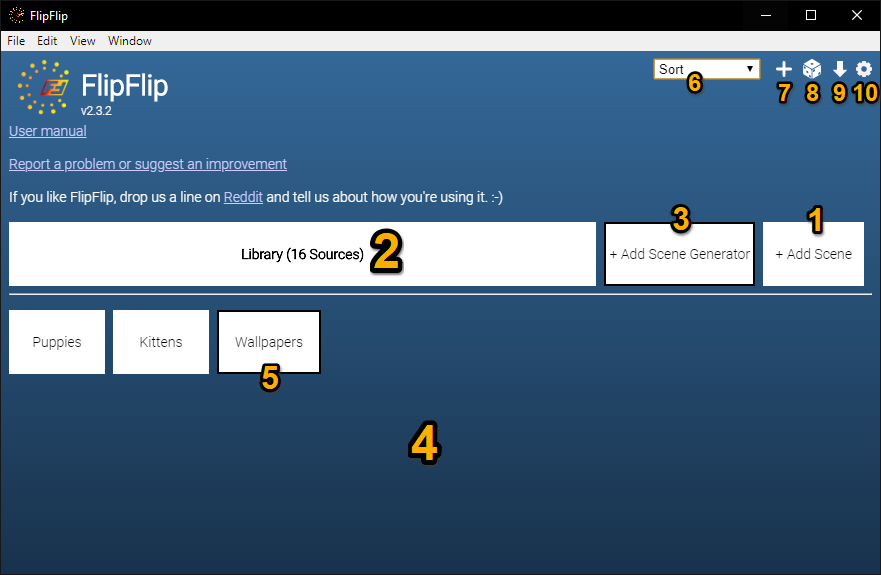 FlipFlip
File Edit View Window
FlipFlip
v2.3.2
Sort
6
7
8
9
10
User manual
Report a problem or suggest an improvement
If you like FlipFlip, drop us a line on Reddit and tell us about how you're using it. :-)
Library (16 Sources)
2
3
+ Add Scene Generator
1
+ Add Scene
Puppies
Kittens
Wallpapers
5
4